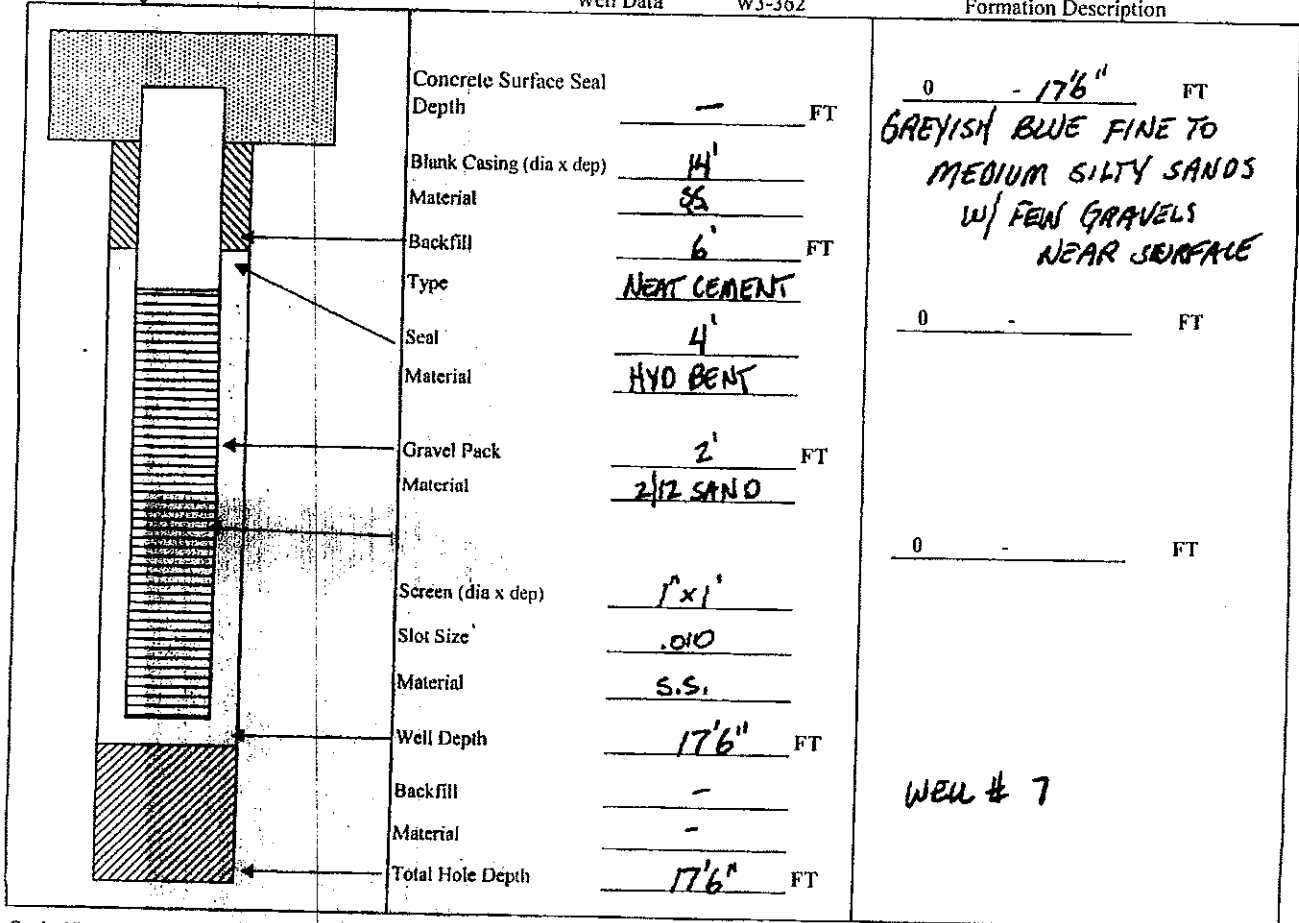 Well Data W3-362 Formation Description
Concrete Surface Seal
Depth — FT
Blank Casing (dia x dep) 14'
Material SS.
Backfill 6' FT
Type NEAT CEMENT
Seal 4'
Material HYD BENT
Gravel Pack 2' FT
Material 2/12 SAND
Screen (dia x dep) 1" x 1'
Slot Size .010
Material S.S.
Well Depth 17'6" FT
Backfill -
Material -
Total Hole Depth 17'6" FT
0 - 17'6" FT
GREYISH BLUE FINE TO
MEDIUM SILTY SANDS
W/ FEW GRAVELS
NEAR SURFACE
0 - FT
0 - FT
WELL # 7